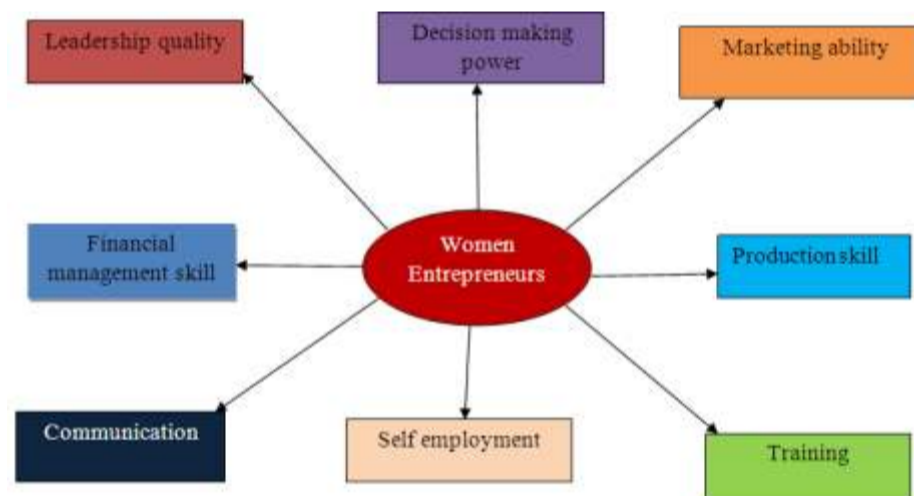 Leadership quality
Decision making
power
Marketing ability
Financial
management skill
Women
Entrepreneurs
Production skill
Communication
Self employment
Training